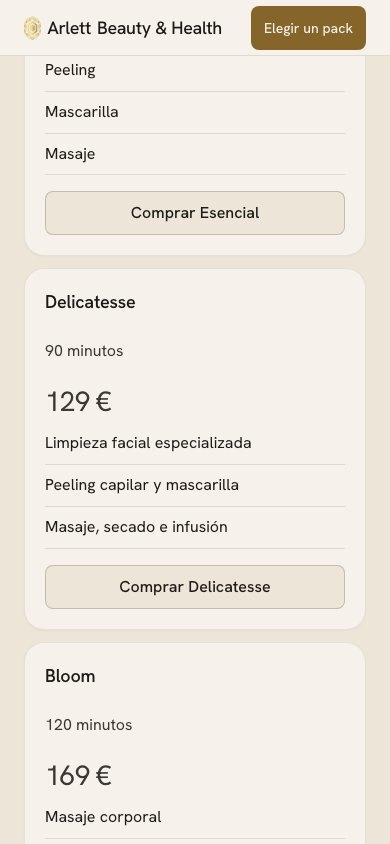 Arlett Beauty & Health
Elegir un pack
Peeling
Mascarilla
Masaje
Comprar Esencial
Delicatesse
90 minutos
129 €
Limpieza facial especializada
Peeling capilar y mascarilla
Masaje, secado e infusión
Comprar Delicatesse
Bloom
120 minutos
169 €
Masaje corporal